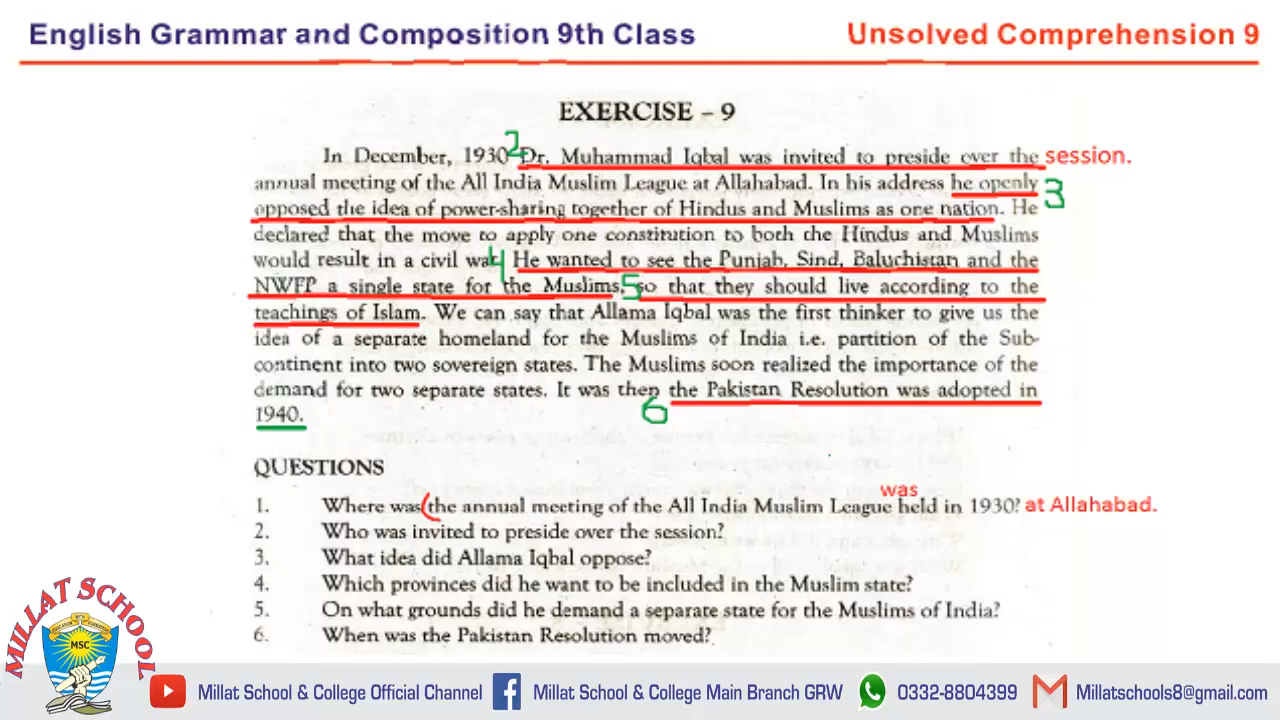 English Grammar and Composition 9th Class Unsolved Comprehension 9
EXERCISE – 9
In December, 1930 2 Dr. Muhammad Iqbal was invited to preside over the session.
annual meeting of the All India Muslim League at Allahabad. In his address he openly 3
opposed the idea of power-sharing together of Hindus and Muslims as one nation. He
declared that the move to apply one constitution to both the Hindus and Muslims
would result in a civil war. 4 He wanted to see the Punjab, Sind, Baluchistan and the
NWFP a single state for the Muslims, 5 so that they should live according to the
teachings of Islam. We can say that Allama Iqbal was the first thinker to give us the
idea of a separate homeland for the Muslims of India i.e. partition of the Sub-
continent into two sovereign states. The Muslims soon realized the importance of the
demand for two separate states. It was then the Pakistan Resolution was adopted in
6
1940.
QUESTIONS
was
1. Where was (the annual meeting of the All India Muslim League held in 1930? at Allahabad.
2. Who was invited to preside over the session?
3. What idea did Allama Iqbal oppose?
4. Which provinces did he want to be included in the Muslim state?
5. On what grounds did he demand a separate state for the Muslims of India?
6. When was the Pakistan Resolution moved?
MILLAT SCHOOL
MSC
Millat School & College Official Channel Millat School & College Main Branch GRW 0332-8804399 Millatschools8@gmail.com